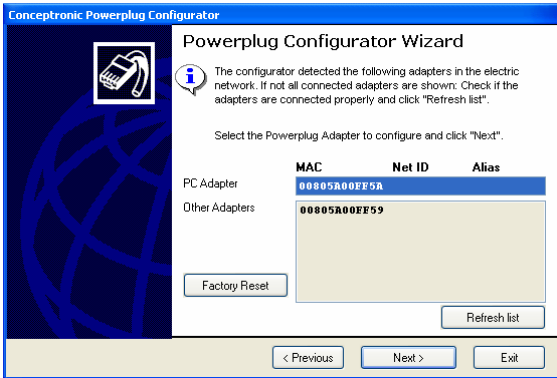 Conceptronic Powerplug Configurator
Powerplug Configurator Wizard
The configurator detected the following adapters in the electric
network. If not all connected adapters are shown: Check if the
adapters are connected properly and click "Refresh list".
Select the Powerplug Adapter to configure and click "Next".
MAC Net ID Alias
PC Adapter 00805A00FF5A
Other Adapters 00805A00FF59
Factory Reset
Refresh list
< Previous Next > Exit